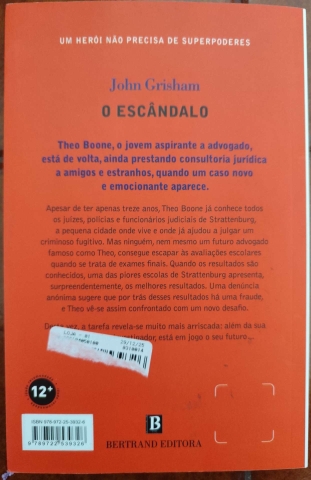 UM HERÓI NÃO PRECISA DE SUPERPODERES
John Grisham
O ESCÂNDALO
Theo Boone, o jovem aspirante a advogado,
está de volta, ainda prestando consultoria jurídica
a amigos e estranhos, quando um caso novo
e emocionante aparece.
Apesar de ter apenas treze anos, Theo Boone já conhece todos
os juízes, polícias e funcionários judiciais de Strattenburg,
a pequena cidade onde vive e onde já ajudou a julgar um
criminoso fugitivo. Mas ninguém, nem mesmo um futuro advogado
famoso como Theo, consegue escapar às avaliações escolares
quando se trata de exames finais. Quando os resultados são
conhecidos, uma das piores escolas de Strattenburg apresenta,
surpreendentemente, os melhores resultados. Uma denúncia
anónima sugere que por trás desses resultados há uma fraude,
e Theo vê-se assim confrontado com um novo desafio.
vez, a tarefa revela-se muito mais arriscada: além da sua
está em jogo o seu futuro...
12+
B
BERTRAND EDITORA